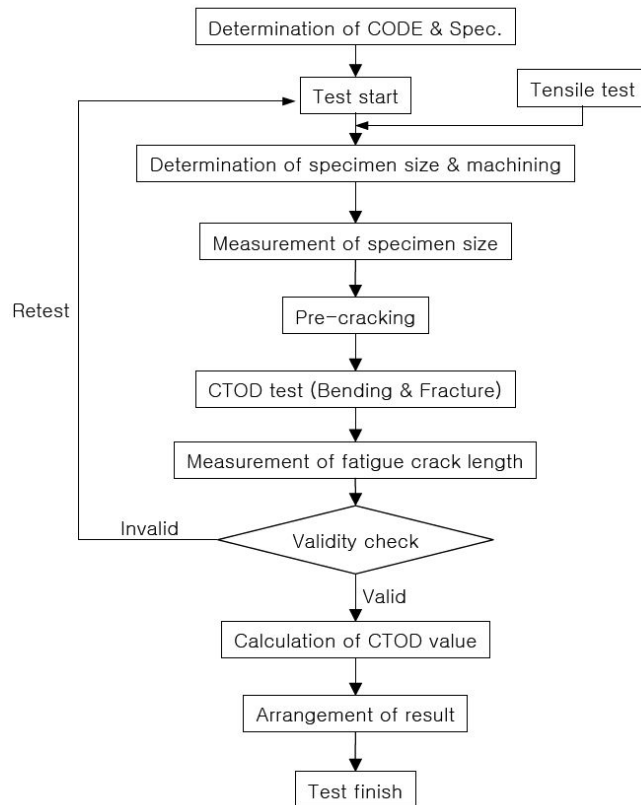 Determination of CODE & Spec.
Test start
Tensile test
Determination of specimen size & machining
Measurement of specimen size
Retest
Pre-cracking
CTOD test (Bending & Fracture)
Measurement of fatigue crack length
Invalid
Validity check
Valid
Calculation of CTOD value
Arrangement of result
Test finish